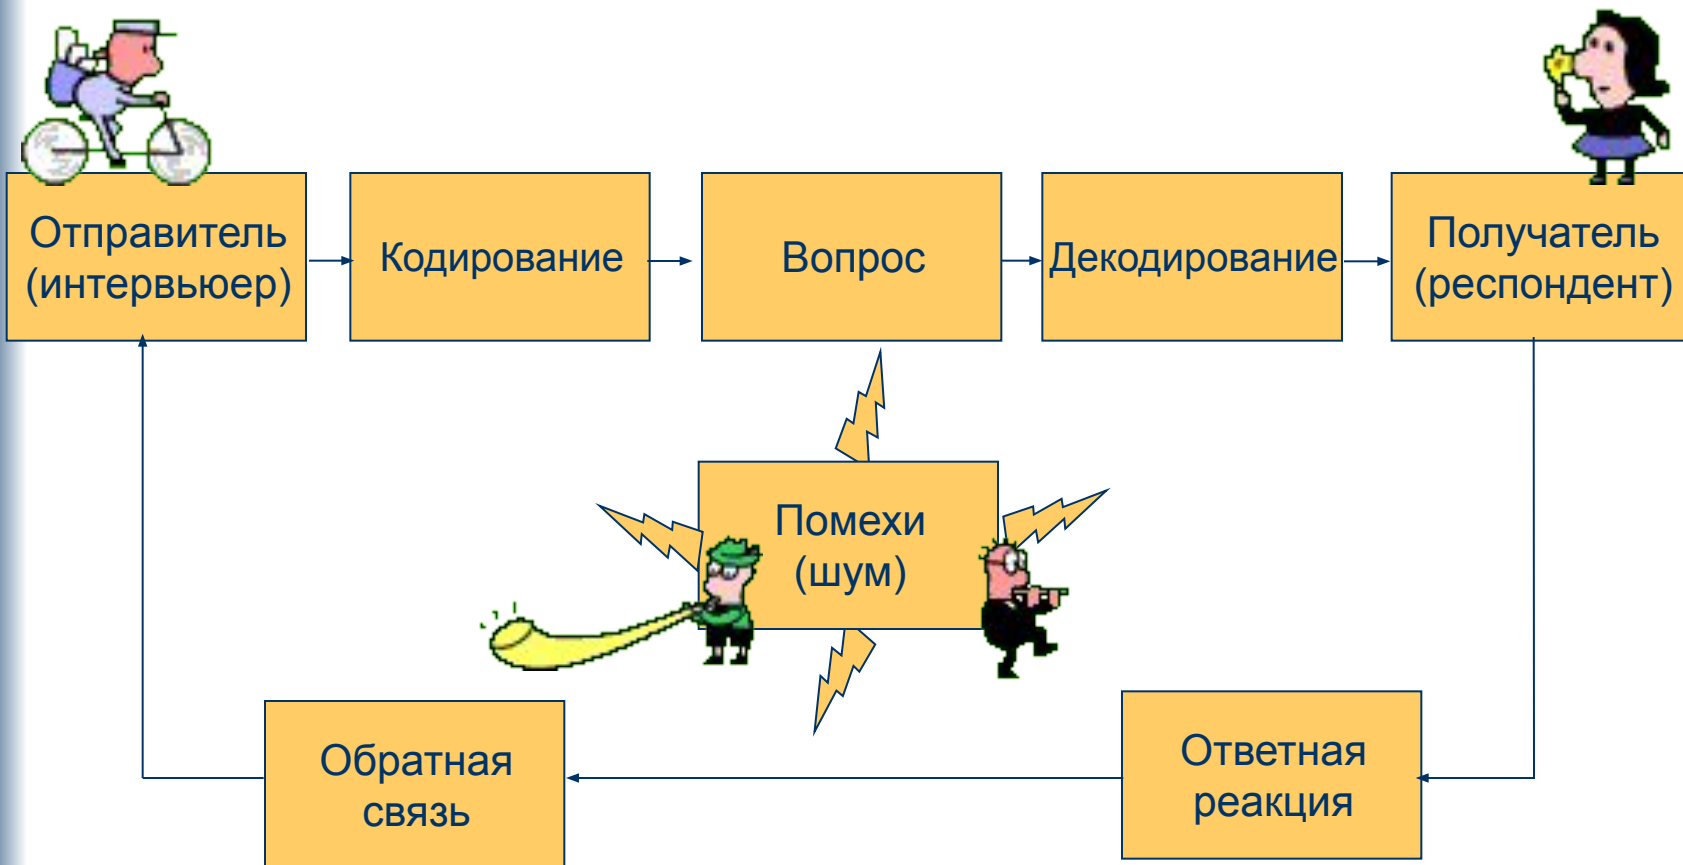 Отправитель
(интервьюер)
Кодирование
Вопрос
Декодирование
Получатель
(респондент)
Помехи
(шум)
Обратная
связь
Ответная
реакция